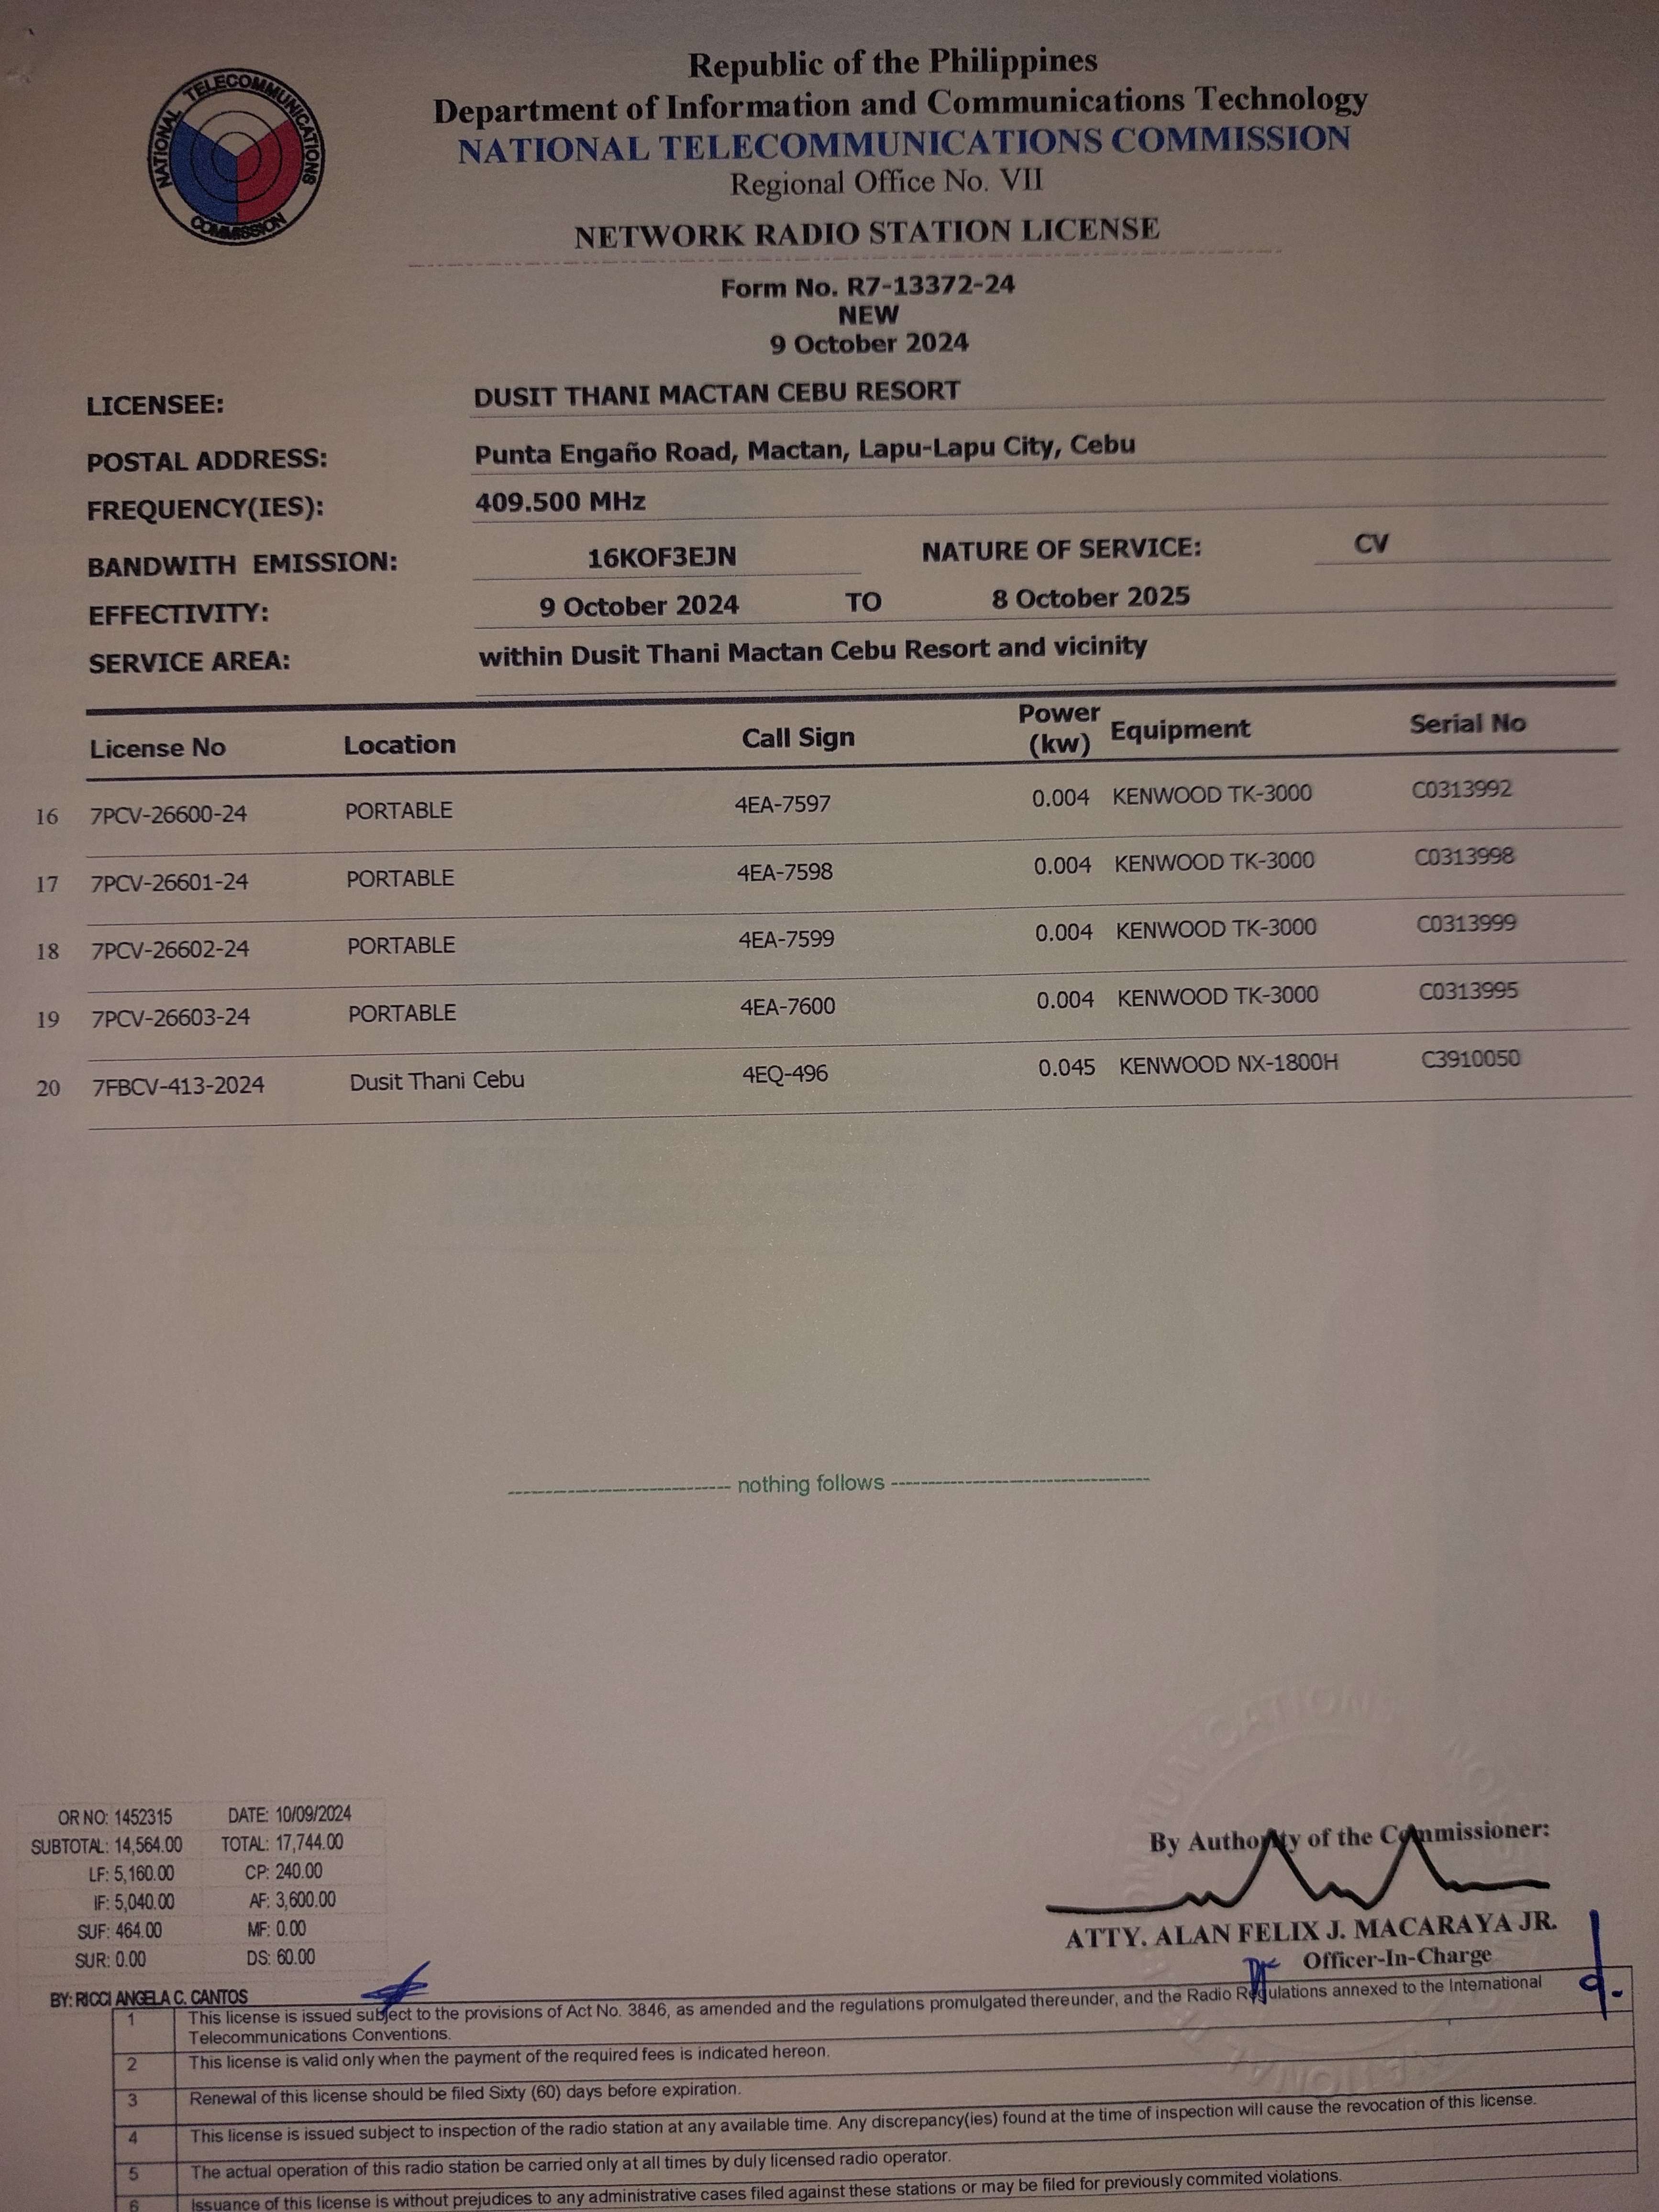 NATIONAL TELECOMMUNICATIONS COMMISSION
Republic of the Philippines
Department of Information and Communications Technology
NATIONAL TELECOMMUNICATIONS COMMISSION
Regional Office No. VII
NETWORK RADIO STATION LICENSE
Form No. R7-13372-24
NEW
9 October 2024
LICENSEE: DUSIT THANI MACTAN CEBU RESORT
POSTAL ADDRESS: Punta Engaño Road, Mactan, Lapu-Lapu City, Cebu
FREQUENCY(IES): 409.500 MHz
BANDWITH EMISSION: 16KOF3EJN NATURE OF SERVICE: CV
EFFECTIVITY: 9 October 2024 TO 8 October 2025
SERVICE AREA: within Dusit Thani Mactan Cebu Resort and vicinity
License No Location Call Sign Power (kw) Equipment Serial No
16 7PCV-26600-24 PORTABLE 4EA-7597 0.004 KENWOOD TK-3000 C0313992
17 7PCV-26601-24 PORTABLE 4EA-7598 0.004 KENWOOD TK-3000 C0313998
18 7PCV-26602-24 PORTABLE 4EA-7599 0.004 KENWOOD TK-3000 C0313999
19 7PCV-26603-24 PORTABLE 4EA-7600 0.004 KENWOOD TK-3000 C0313995
20 7FBCV-413-2024 Dusit Thani Cebu 4EQ-496 0.045 KENWOOD NX-1800H C3910050
nothing follows
OR NO: 1452315 DATE: 10/09/2024
SUBTOTAL: 14,564.00 TOTAL: 17,744.00
LF: 5,160.00 CP: 240.00
IF: 5,040.00 AF: 3,600.00
SUF: 464.00 MF: 0.00
SUR: 0.00 DS: 60.00
BY: RICCI ANGELA C. CANTOS
By Authority of the Commissioner:
ATTY. ALAN FELIX J. MACARAYA JR.
Officer-In-Charge
1 This license is issued subject to the provisions of Act No. 3846, as amended and the regulations promulgated thereunder, and the Radio Regulations annexed to the International
Telecommunications Conventions.
2 This license is valid only when the payment of the required fees is indicated hereon.
3 Renewal of this license should be filed Sixty (60) days before expiration.
4 This license is issued subject to inspection of the radio station at any available time. Any discrepancy(ies) found at the time of inspection will cause the revocation of this license.
5 The actual operation of this radio station be carried only at all times by duly licensed radio operator.
6 Issuance of this license is without prejudices to any administrative cases filed against these stations or may be filed for previously commited violations.